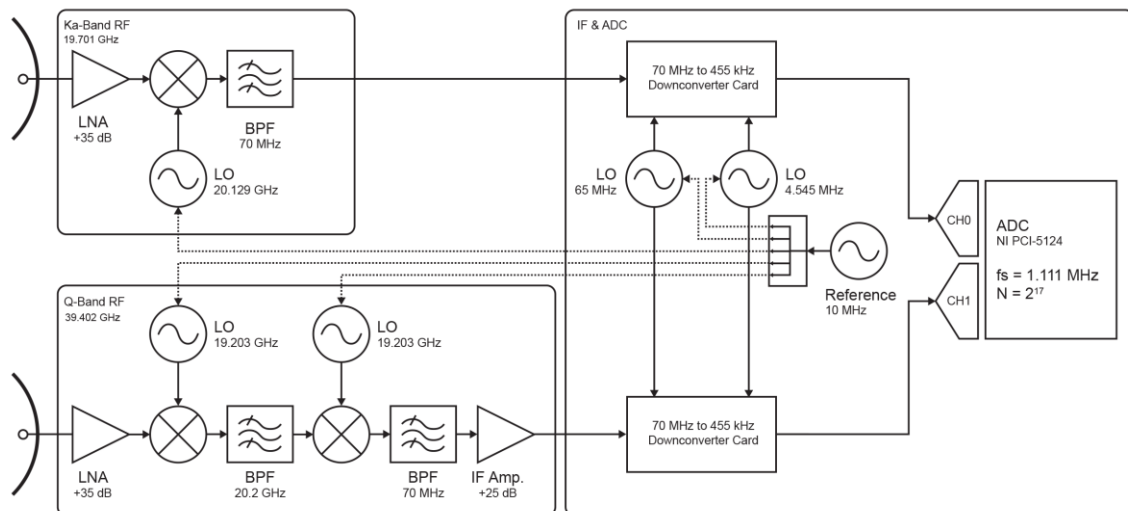 Ka-Band RF
19.701 GHz
LNA
+35 dB
BPF
70 MHz
LO
20.129 GHz
IF & ADC
70 MHz to 455 kHz
Downconverter Card
LO
65 MHz
LO
4.545 MHz
Reference
10 MHz
CH0
CH1
ADC
NI PCI-5124
fs = 1.111 MHz
N = 2¹⁷
Q-Band RF
39.402 GHz
LO
19.203 GHz
LO
19.203 GHz
LNA
+35 dB
BPF
20.2 GHz
BPF
70 MHz
IF Amp.
+25 dB
70 MHz to 455 kHz
Downconverter Card